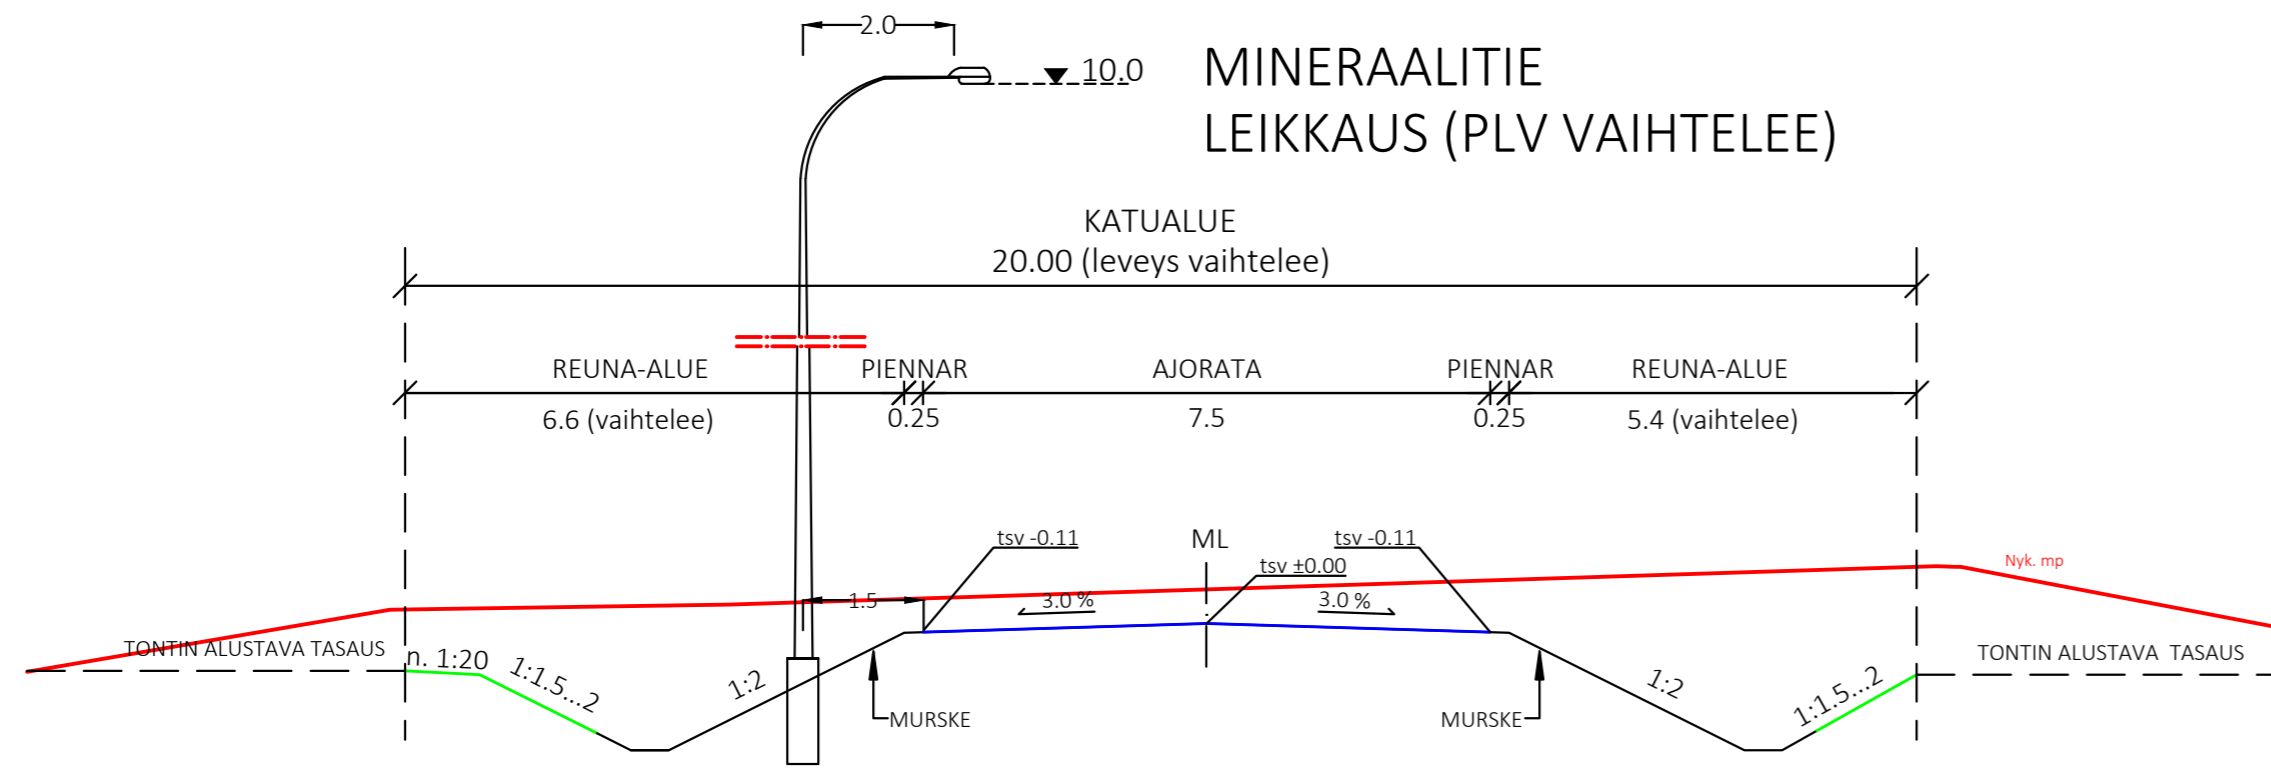 2.0
10.0
MINERAALITIE
LEIKKAUS (PLV VAIHTELEE)
KATUALUE
20.00 (leveys vaihtelee)
REUNA-ALUE PIENNAR AJORATA PIENNAR REUNA-ALUE
6.6 (vaihtelee) 0.25 7.5 0.25 5.4 (vaihtelee)
tsv -0.11 ML tsv -0.11
tsv ±0.00
Nyk. mp
1.5 3.0 % 3.0 %
TONTIN ALUSTAVA TASAUS n. 1:20 1:1.5...2 1:2 1:2 1:1.5...2 TONTIN ALUSTAVA TASAUS
MURSKE MURSKE